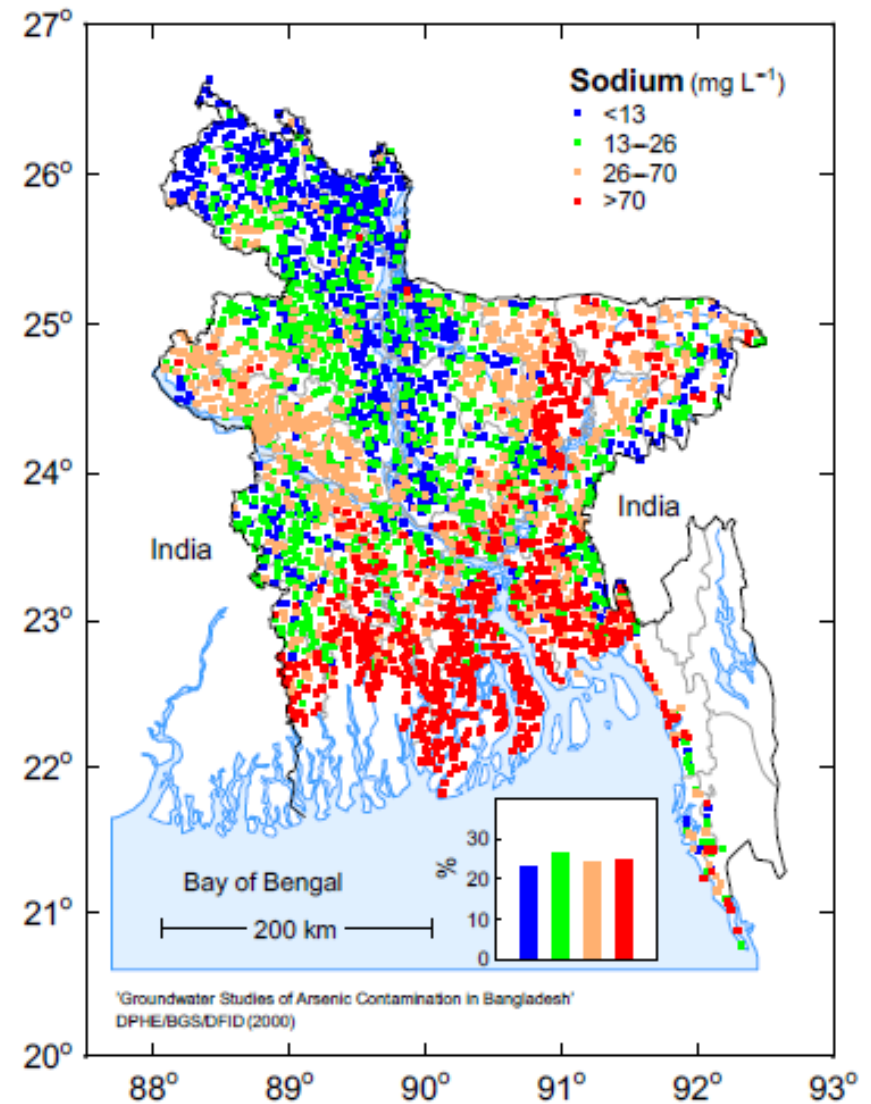 27°
Sodium (mg L⁻¹)
<13
13–26
26–70
>70
26°
25°
24°
India
India
23°
22°
%
30
20
10
0
Bay of Bengal
21°
200 km
'Groundwater Studies of Arsenic Contamination in Bangladesh'
DPHE/BGS/DFID (2000)
20°
88° 89° 90° 91° 92° 93°